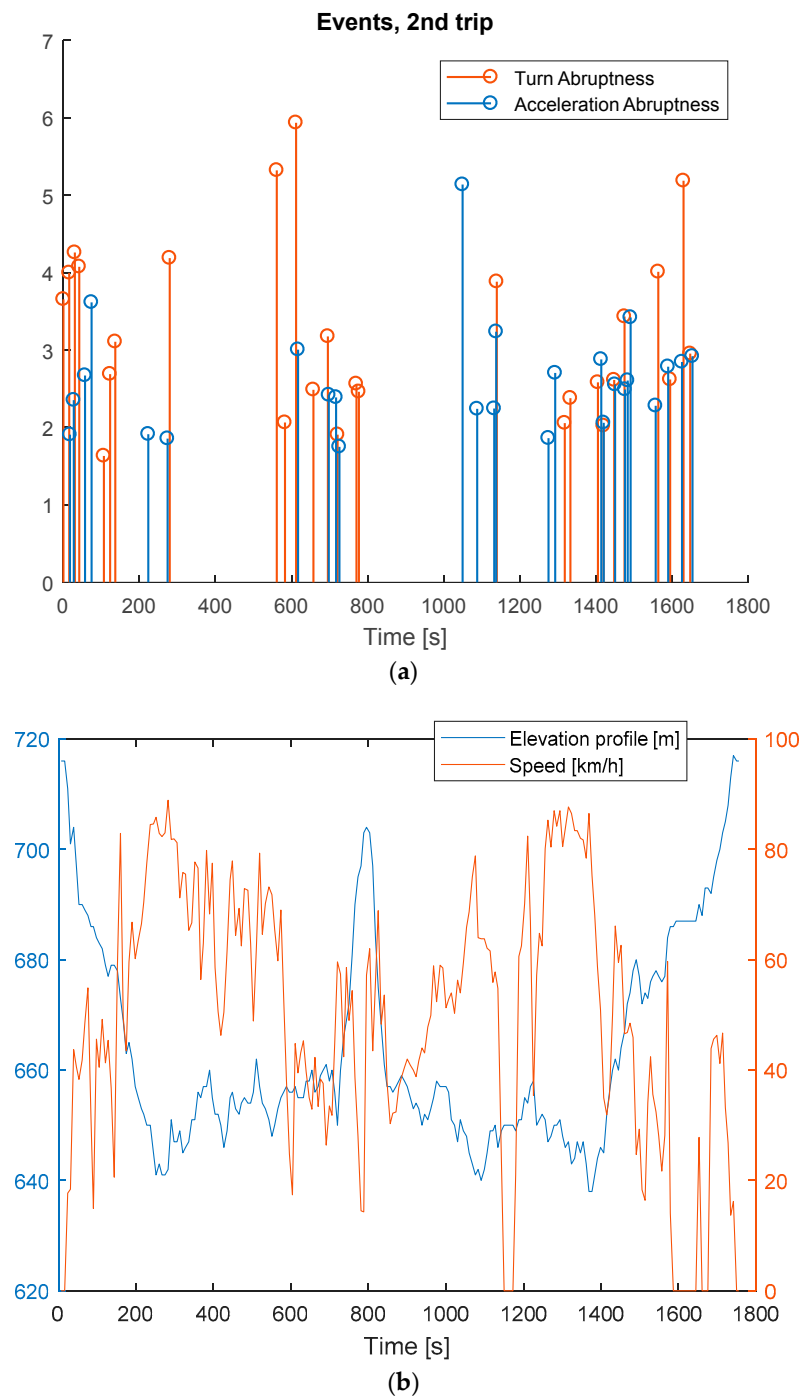 Events, 2nd trip
7
6
5
4
3
2
1
0
Turn Abruptness
Acceleration Abruptness
0 200 400 600 800 1000 1200 1400 1600 1800
Time [s]
(a)
720
700
680
660
640
620
Elevation profile [m]
Speed [km/h]
100
80
60
40
20
0
0 200 400 600 800 1000 1200 1400 1600 1800
Time [s]
(b)